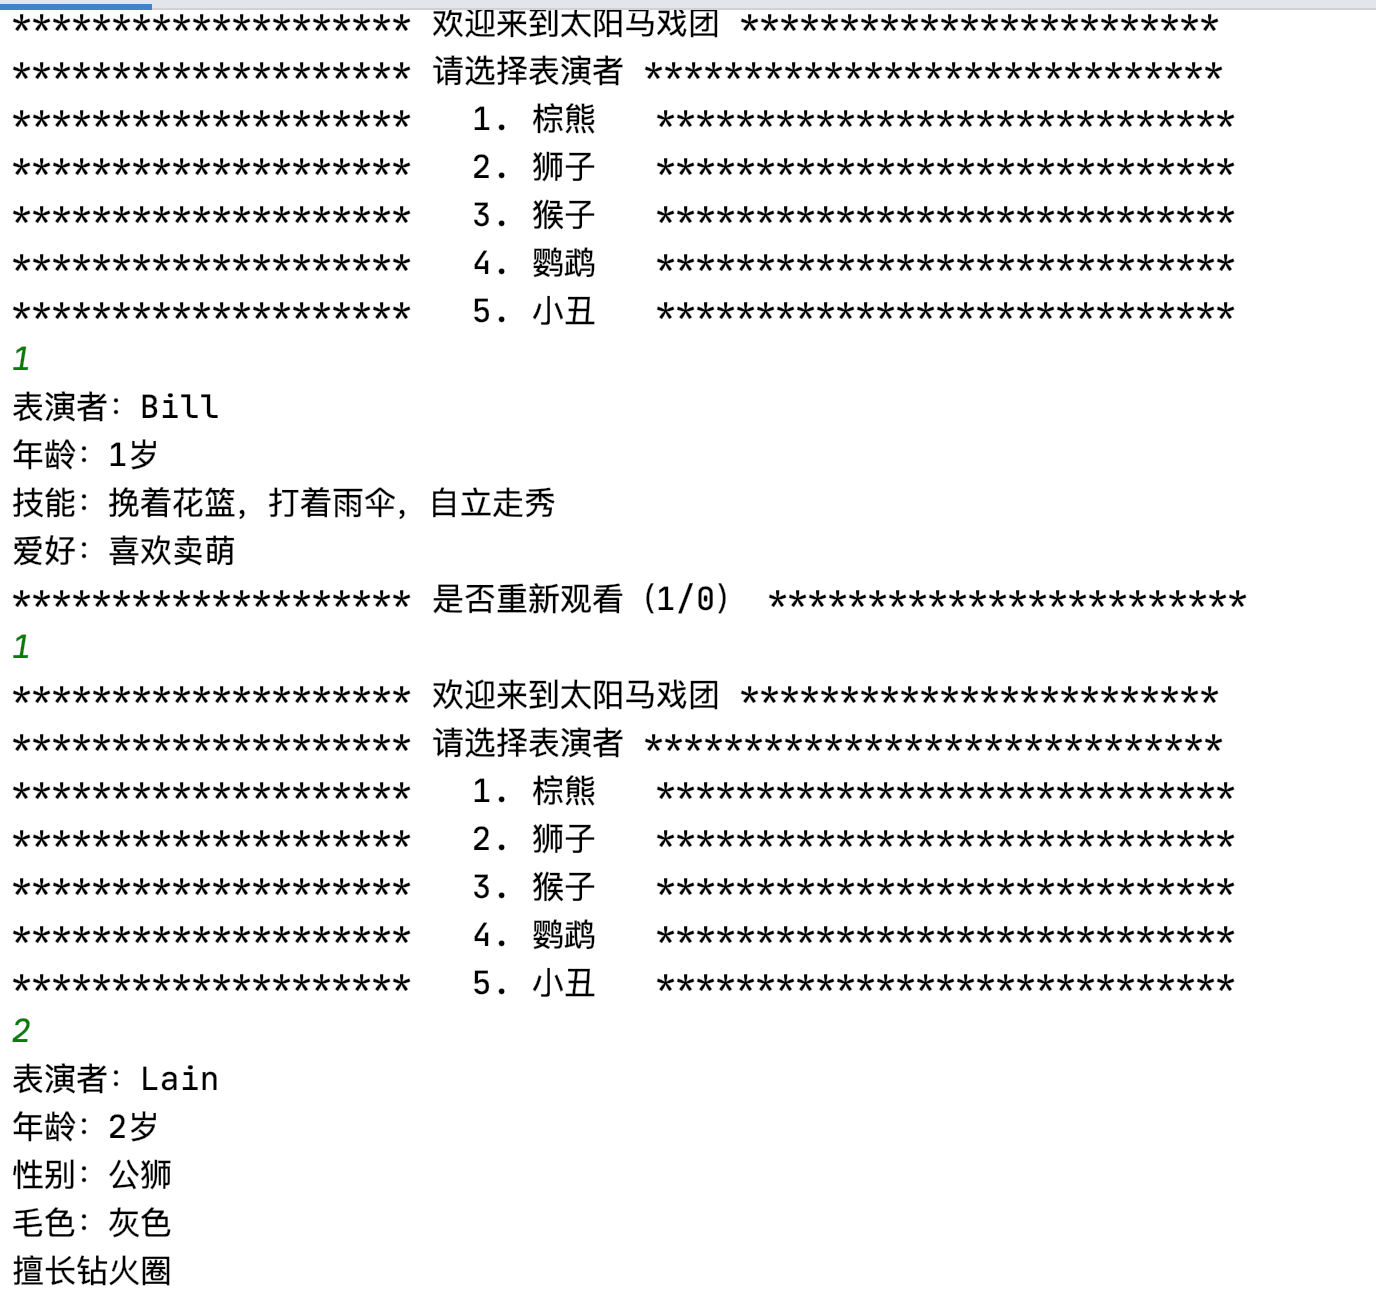 ******************** 欢迎来到太阳马戏团 ************************
******************** 请选择表演者 *****************************
********************   1. 棕熊   *****************************
********************   2. 狮子   *****************************
********************   3. 猴子   *****************************
********************   4. 鹦鹉   *****************************
********************   5. 小丑   *****************************
1
表演者：Bill
年龄：1岁
技能：挽着花篮，打着雨伞，自立走秀
爱好：喜欢卖萌
******************** 是否重新观看（1/0） ************************
1
******************** 欢迎来到太阳马戏团 ************************
******************** 请选择表演者 *****************************
********************   1. 棕熊   *****************************
********************   2. 狮子   *****************************
********************   3. 猴子   *****************************
********************   4. 鹦鹉   *****************************
********************   5. 小丑   *****************************
2
表演者：Lain
年龄：2岁
性别：公狮
毛色：灰色
擅长钻火圈